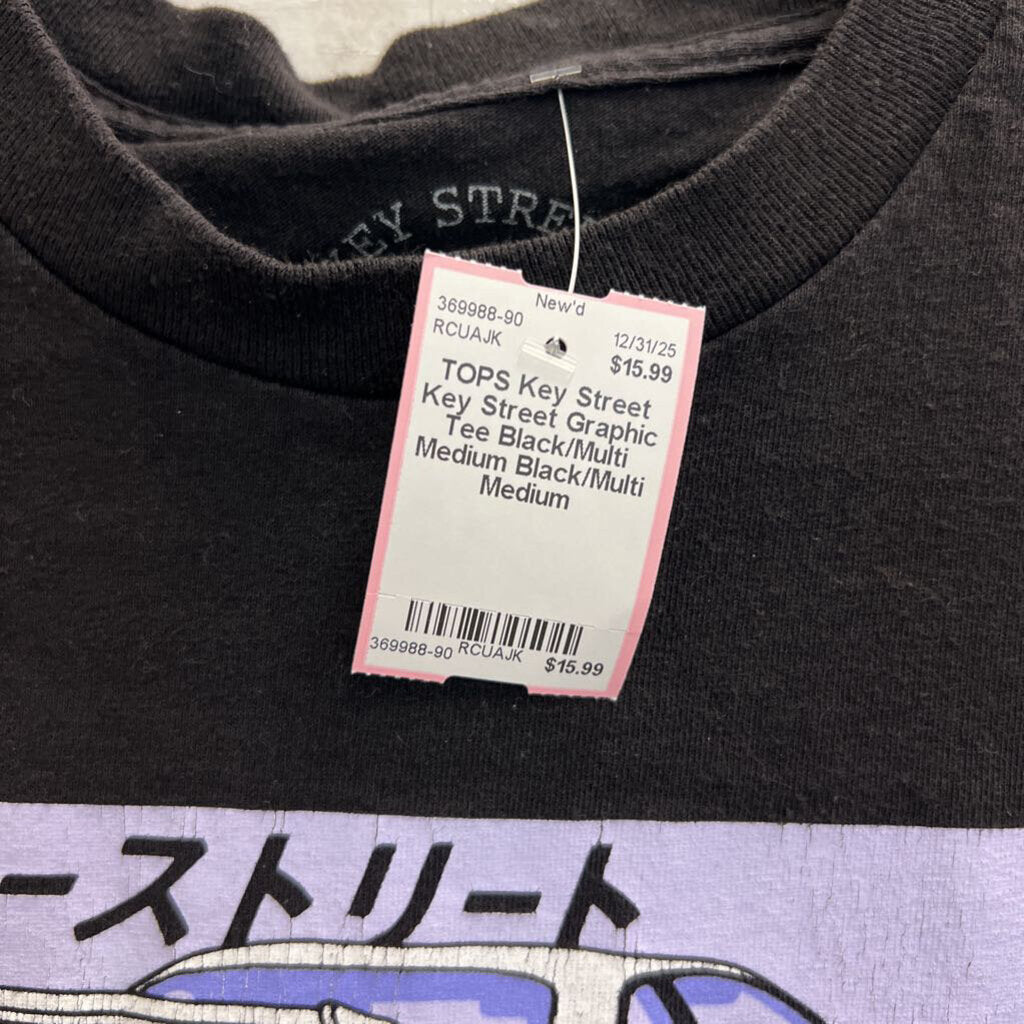 KEY STRE
New'd
369988-90
RCUAJK
12/31/25
$15.99
TOPS Key Street
Key Street Graphic
Tee Black/Multi
Medium Black/Multi
Medium
369988-90 RCUAJK $15.99
ーストリート